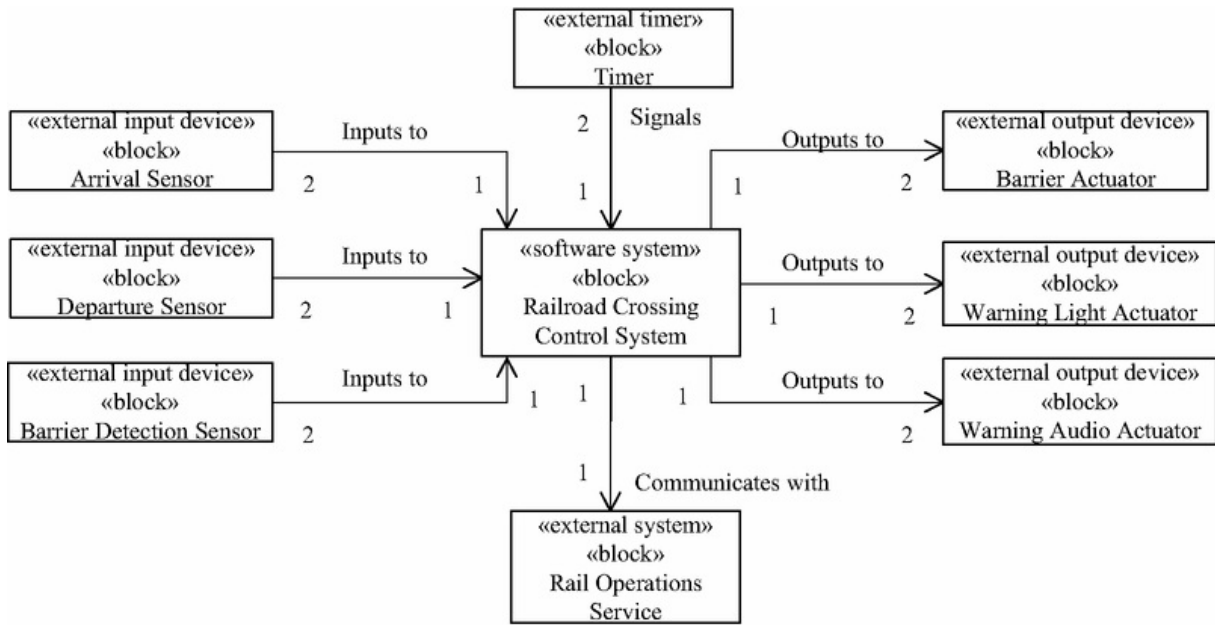 «external timer»
«block»
Timer
2
Signals
1
«external input device»
«block»
Arrival Sensor
Inputs to
2
1
«external input device»
«block»
Departure Sensor
Inputs to
2
1
«external input device»
«block»
Barrier Detection Sensor
Inputs to
2
1
«software system»
«block»
Railroad Crossing
Control System
Outputs to
1
2
«external output device»
«block»
Barrier Actuator
Outputs to
1
2
«external output device»
«block»
Warning Light Actuator
Outputs to
1
2
«external output device»
«block»
Warning Audio Actuator
1
1
Communicates with
«external system»
«block»
Rail Operations
Service